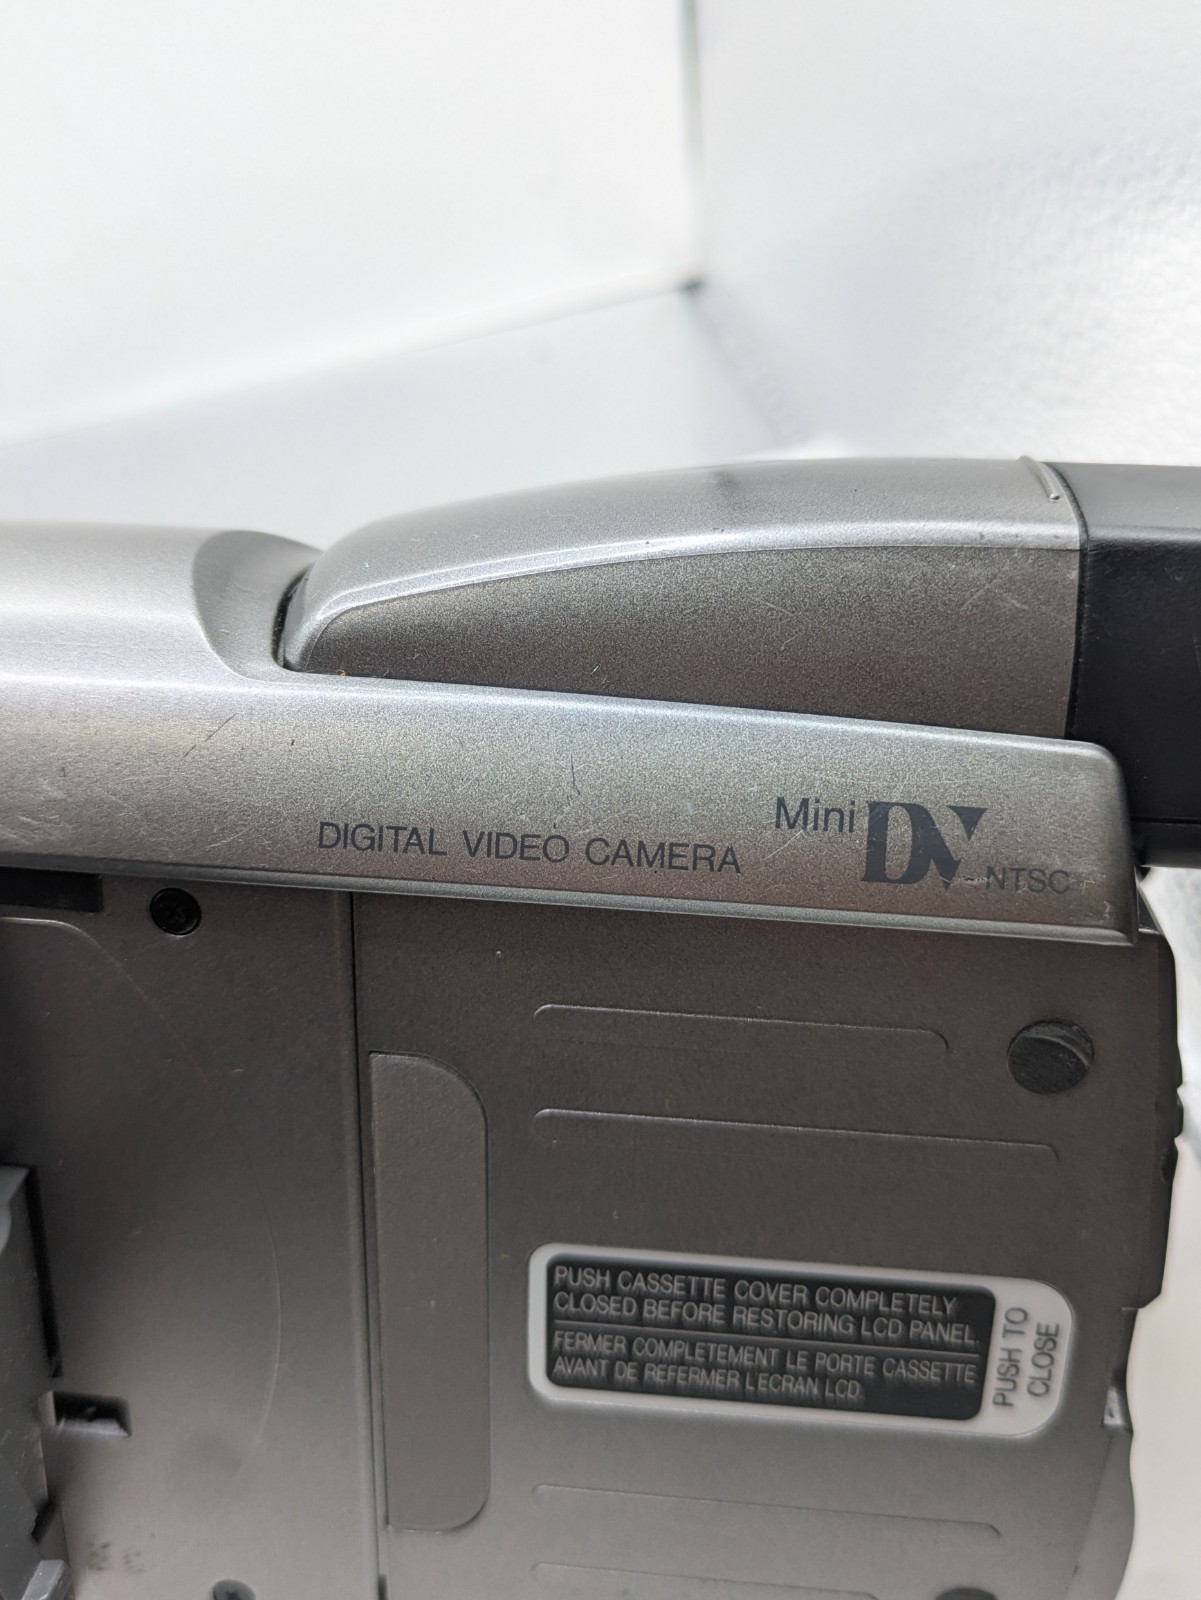 DIGITAL VIDEO CAMERA
Mini DV NTSC
PUSH CASSETTE COVER COMPLETELY
CLOSED BEFORE RESTORING LCD PANEL.
FERMER COMPLETEMENT LE PORTE CASSETTE
AVANT DE REFERMER L'ECRAN LCD.
PUSH TO
CLOSE